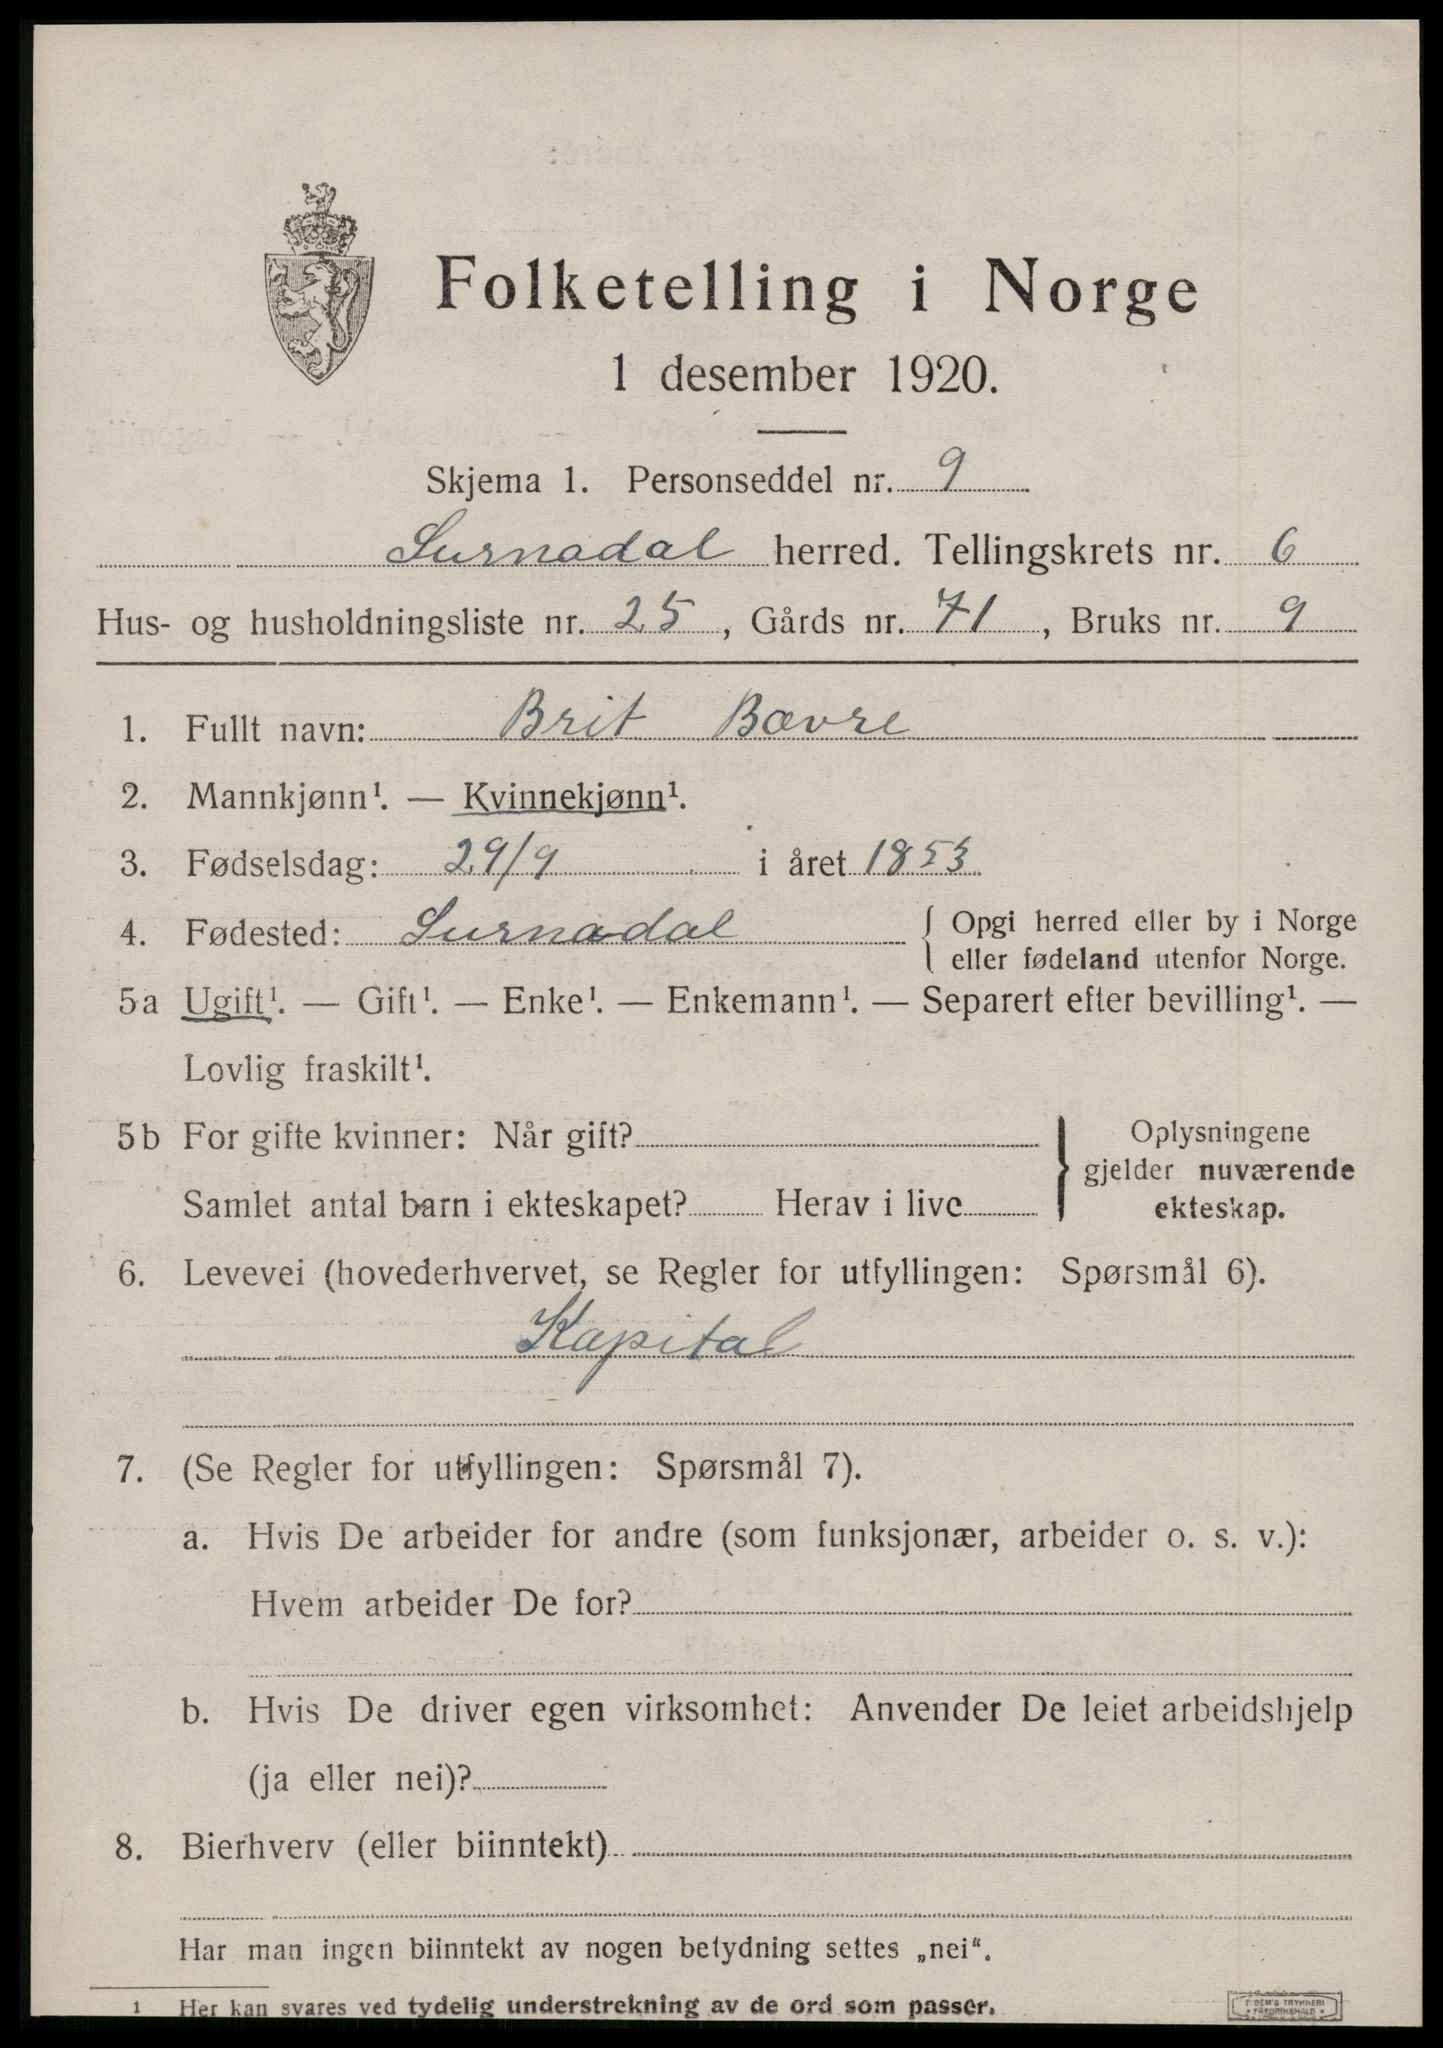 Folketelling i Norge
1 desember 1920.
Skjema 1. Personseddel nr. 9
Surnadal herred. Tellingskrets nr. 6
Hus- og husholdningsliste nr. 25, Gårds nr. 71, Bruks nr. 9
1. Fullt navn: Brit Bævre
2. Mannkjønn¹. — Kvinnekjønn¹.
3. Fødselsdag: 29/9 i året 1853
4. Fødested: Surnadal { Opgi herred eller by i Norge
eller fødeland utenfor Norge.
5a Ugift¹. — Gift¹. — Enke¹. — Enkemann¹. — Separert efter bevilling¹. —
Lovlig fraskilt¹.
5b For gifte kvinner: Når gift?
Samlet antal barn i ekteskapet? Herav i live
Oplysningene
gjelder nuværende
ekteskap.
6. Levevei (hovederhvervet, se Regler for utfyllingen: Spørsmål 6).
Kapital
7. (Se Regler for utfyllingen: Spørsmål 7).
a. Hvis De arbeider for andre (som funksjonær, arbeider o. s. v.):
Hvem arbeider De for?
b. Hvis De driver egen virksomhet: Anvender De leiet arbeidshjelp
(ja eller nei)?
8. Bierhverv (eller biinntekt)
Har man ingen biinntekt av nogen betydning settes „nei“.
¹ Her kan svares ved tydelig understrekning av de ord som passer.
E. SEM'S TRYKKERI
FREDRIKSHALD